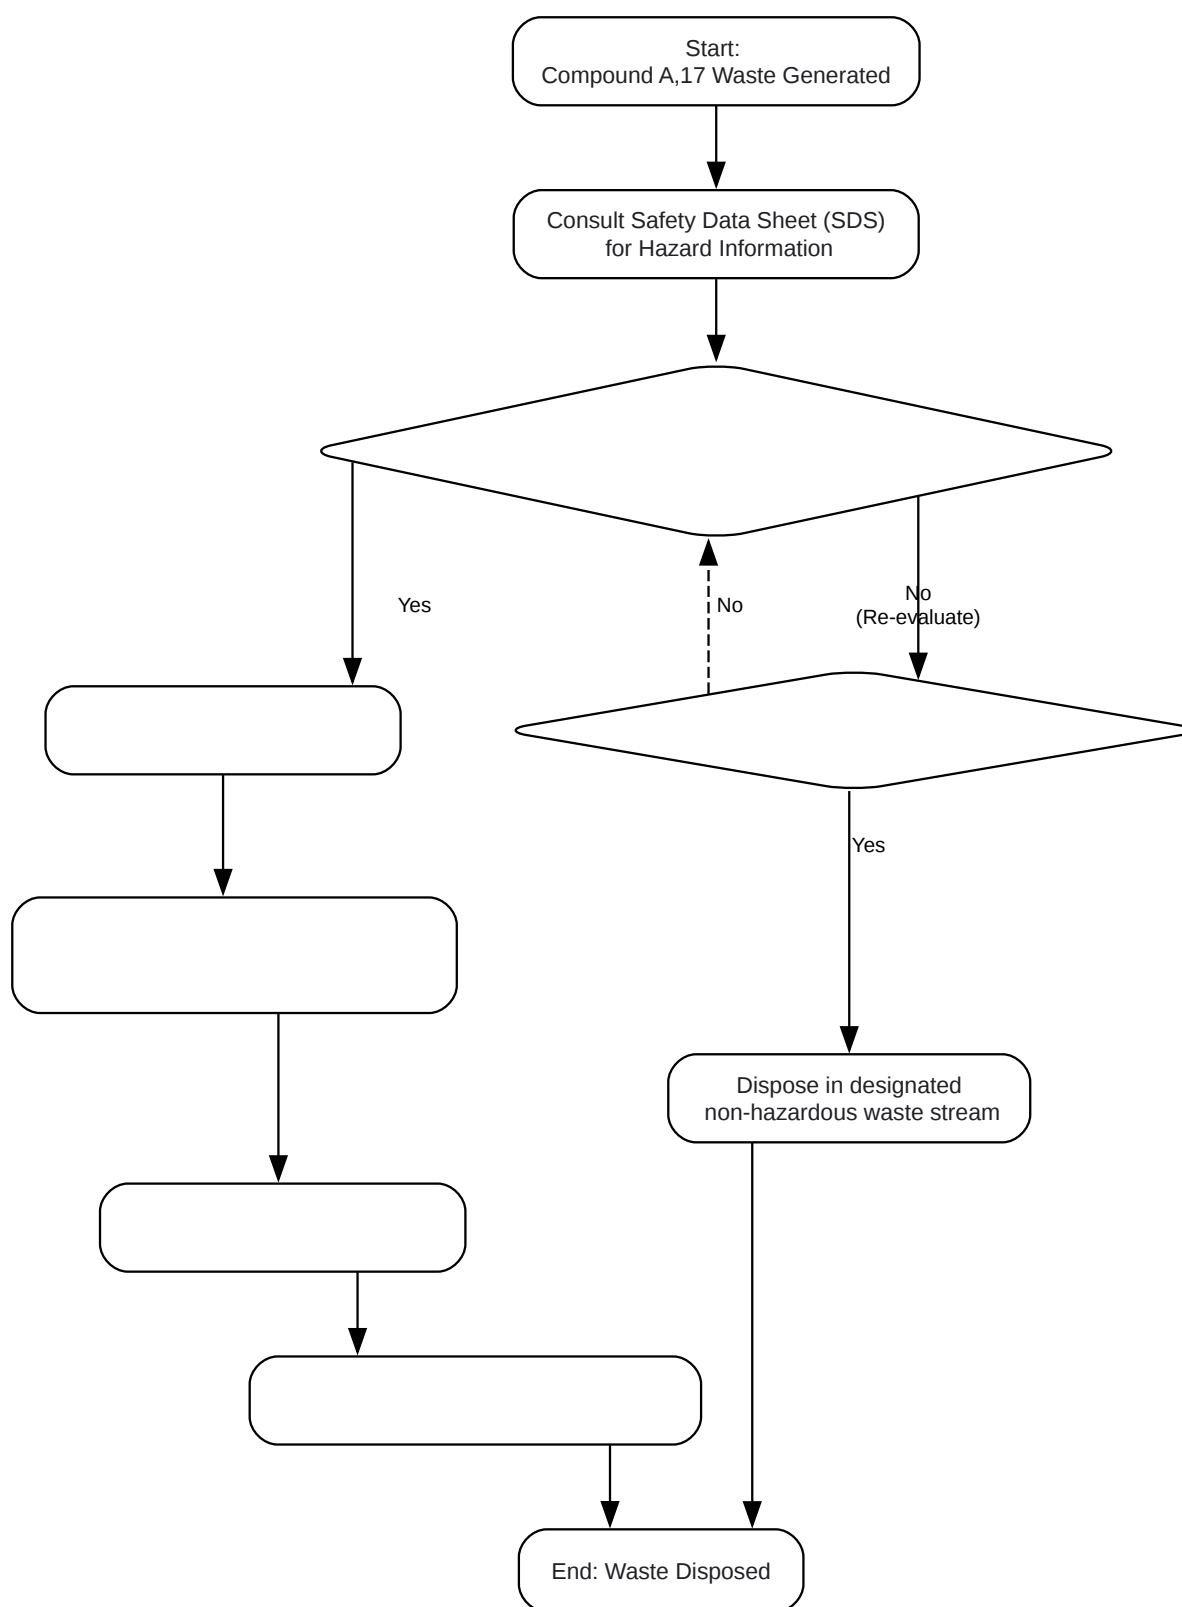 Start:
Compound A,17 Waste Generated
Consult Safety Data Sheet (SDS)
for Hazard Information
Yes
No
No
(Re-evaluate)
Yes
Dispose in designated
non-hazardous waste stream
End: Waste Disposed